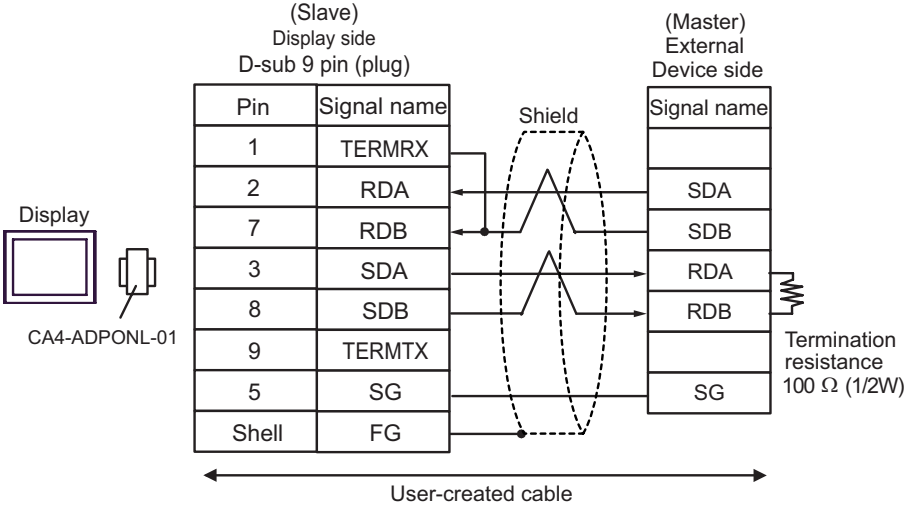 (Slave)
Display side
D-sub 9 pin (plug)
(Master)
External
Device side
Pin Signal name
Shield
Signal name
1 TERMRX
2 RDA
SDA
7 RDB
SDB
3 SDA
RDA
8 SDB
RDB
9 TERMTX
5 SG
SG
Shell FG
Display
CA4-ADPONL-01
Termination
resistance
100 Ω (1/2W)
User-created cable